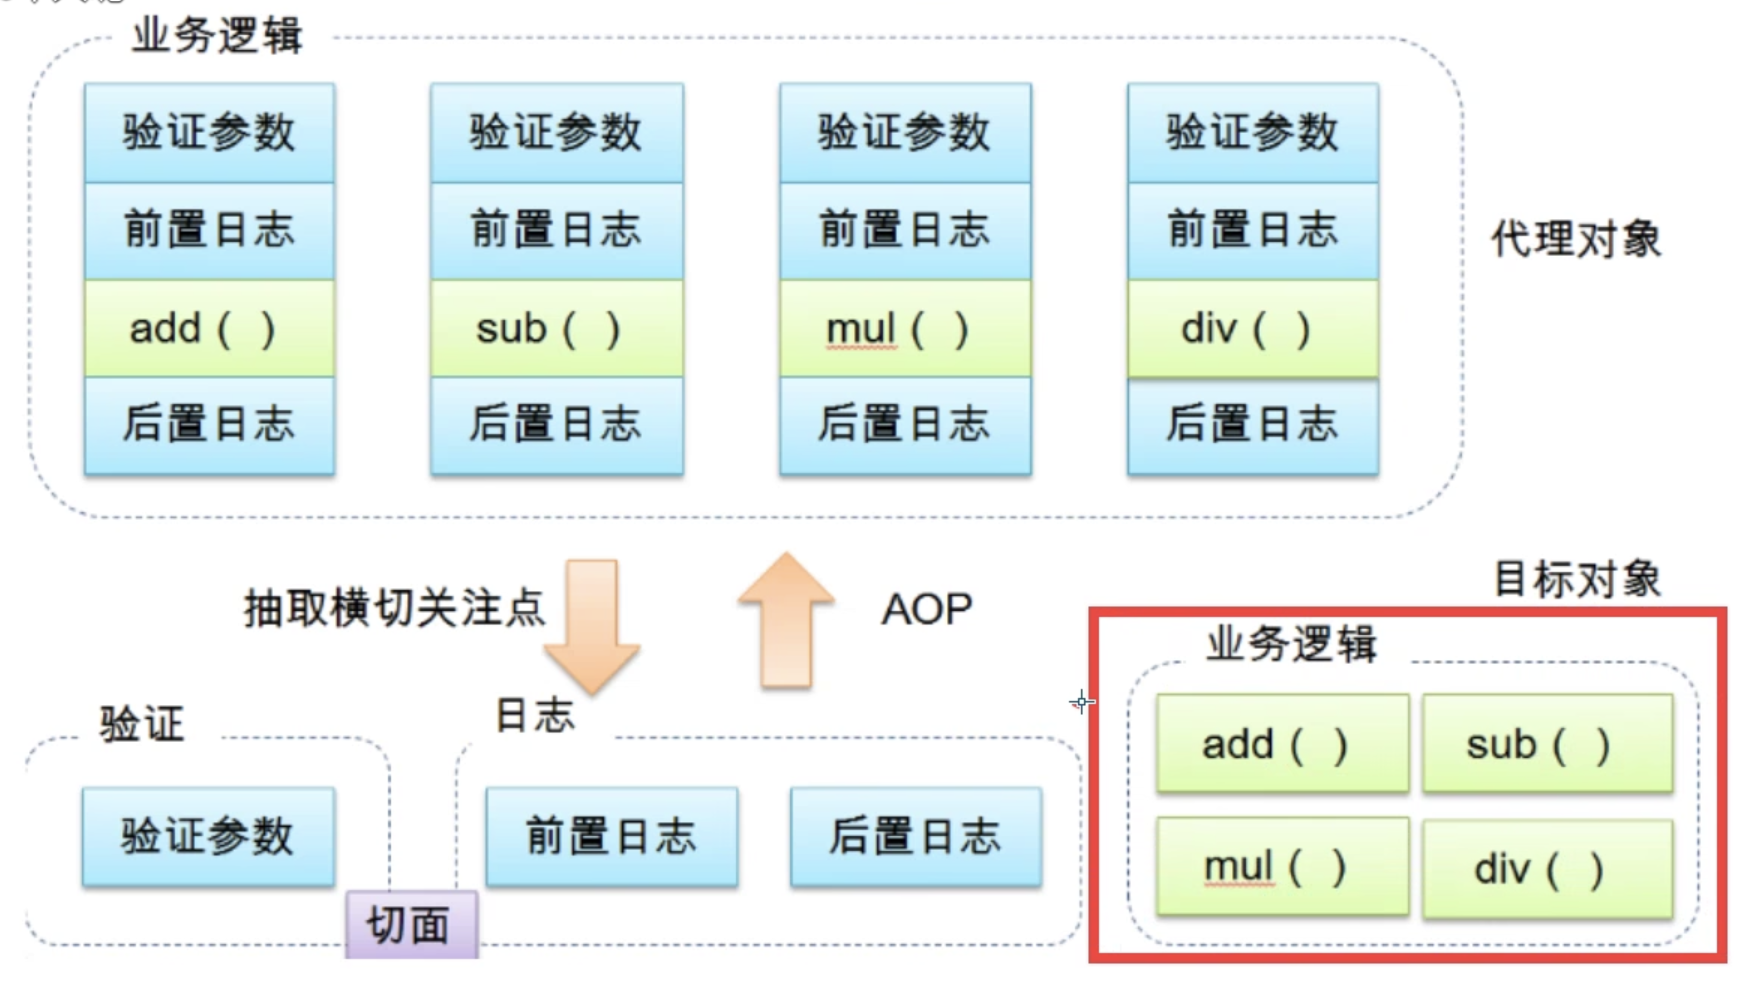 业务逻辑
验证参数 验证参数 验证参数 验证参数
前置日志 前置日志 前置日志 前置日志
代理对象
add ( ) sub ( ) mul ( ) div ( )
后置日志 后置日志 后置日志 后置日志
抽取横切关注点
AOP
目标对象
业务逻辑
验证
日志
add ( ) sub ( )
验证参数
前置日志 后置日志
mul ( ) div ( )
切面